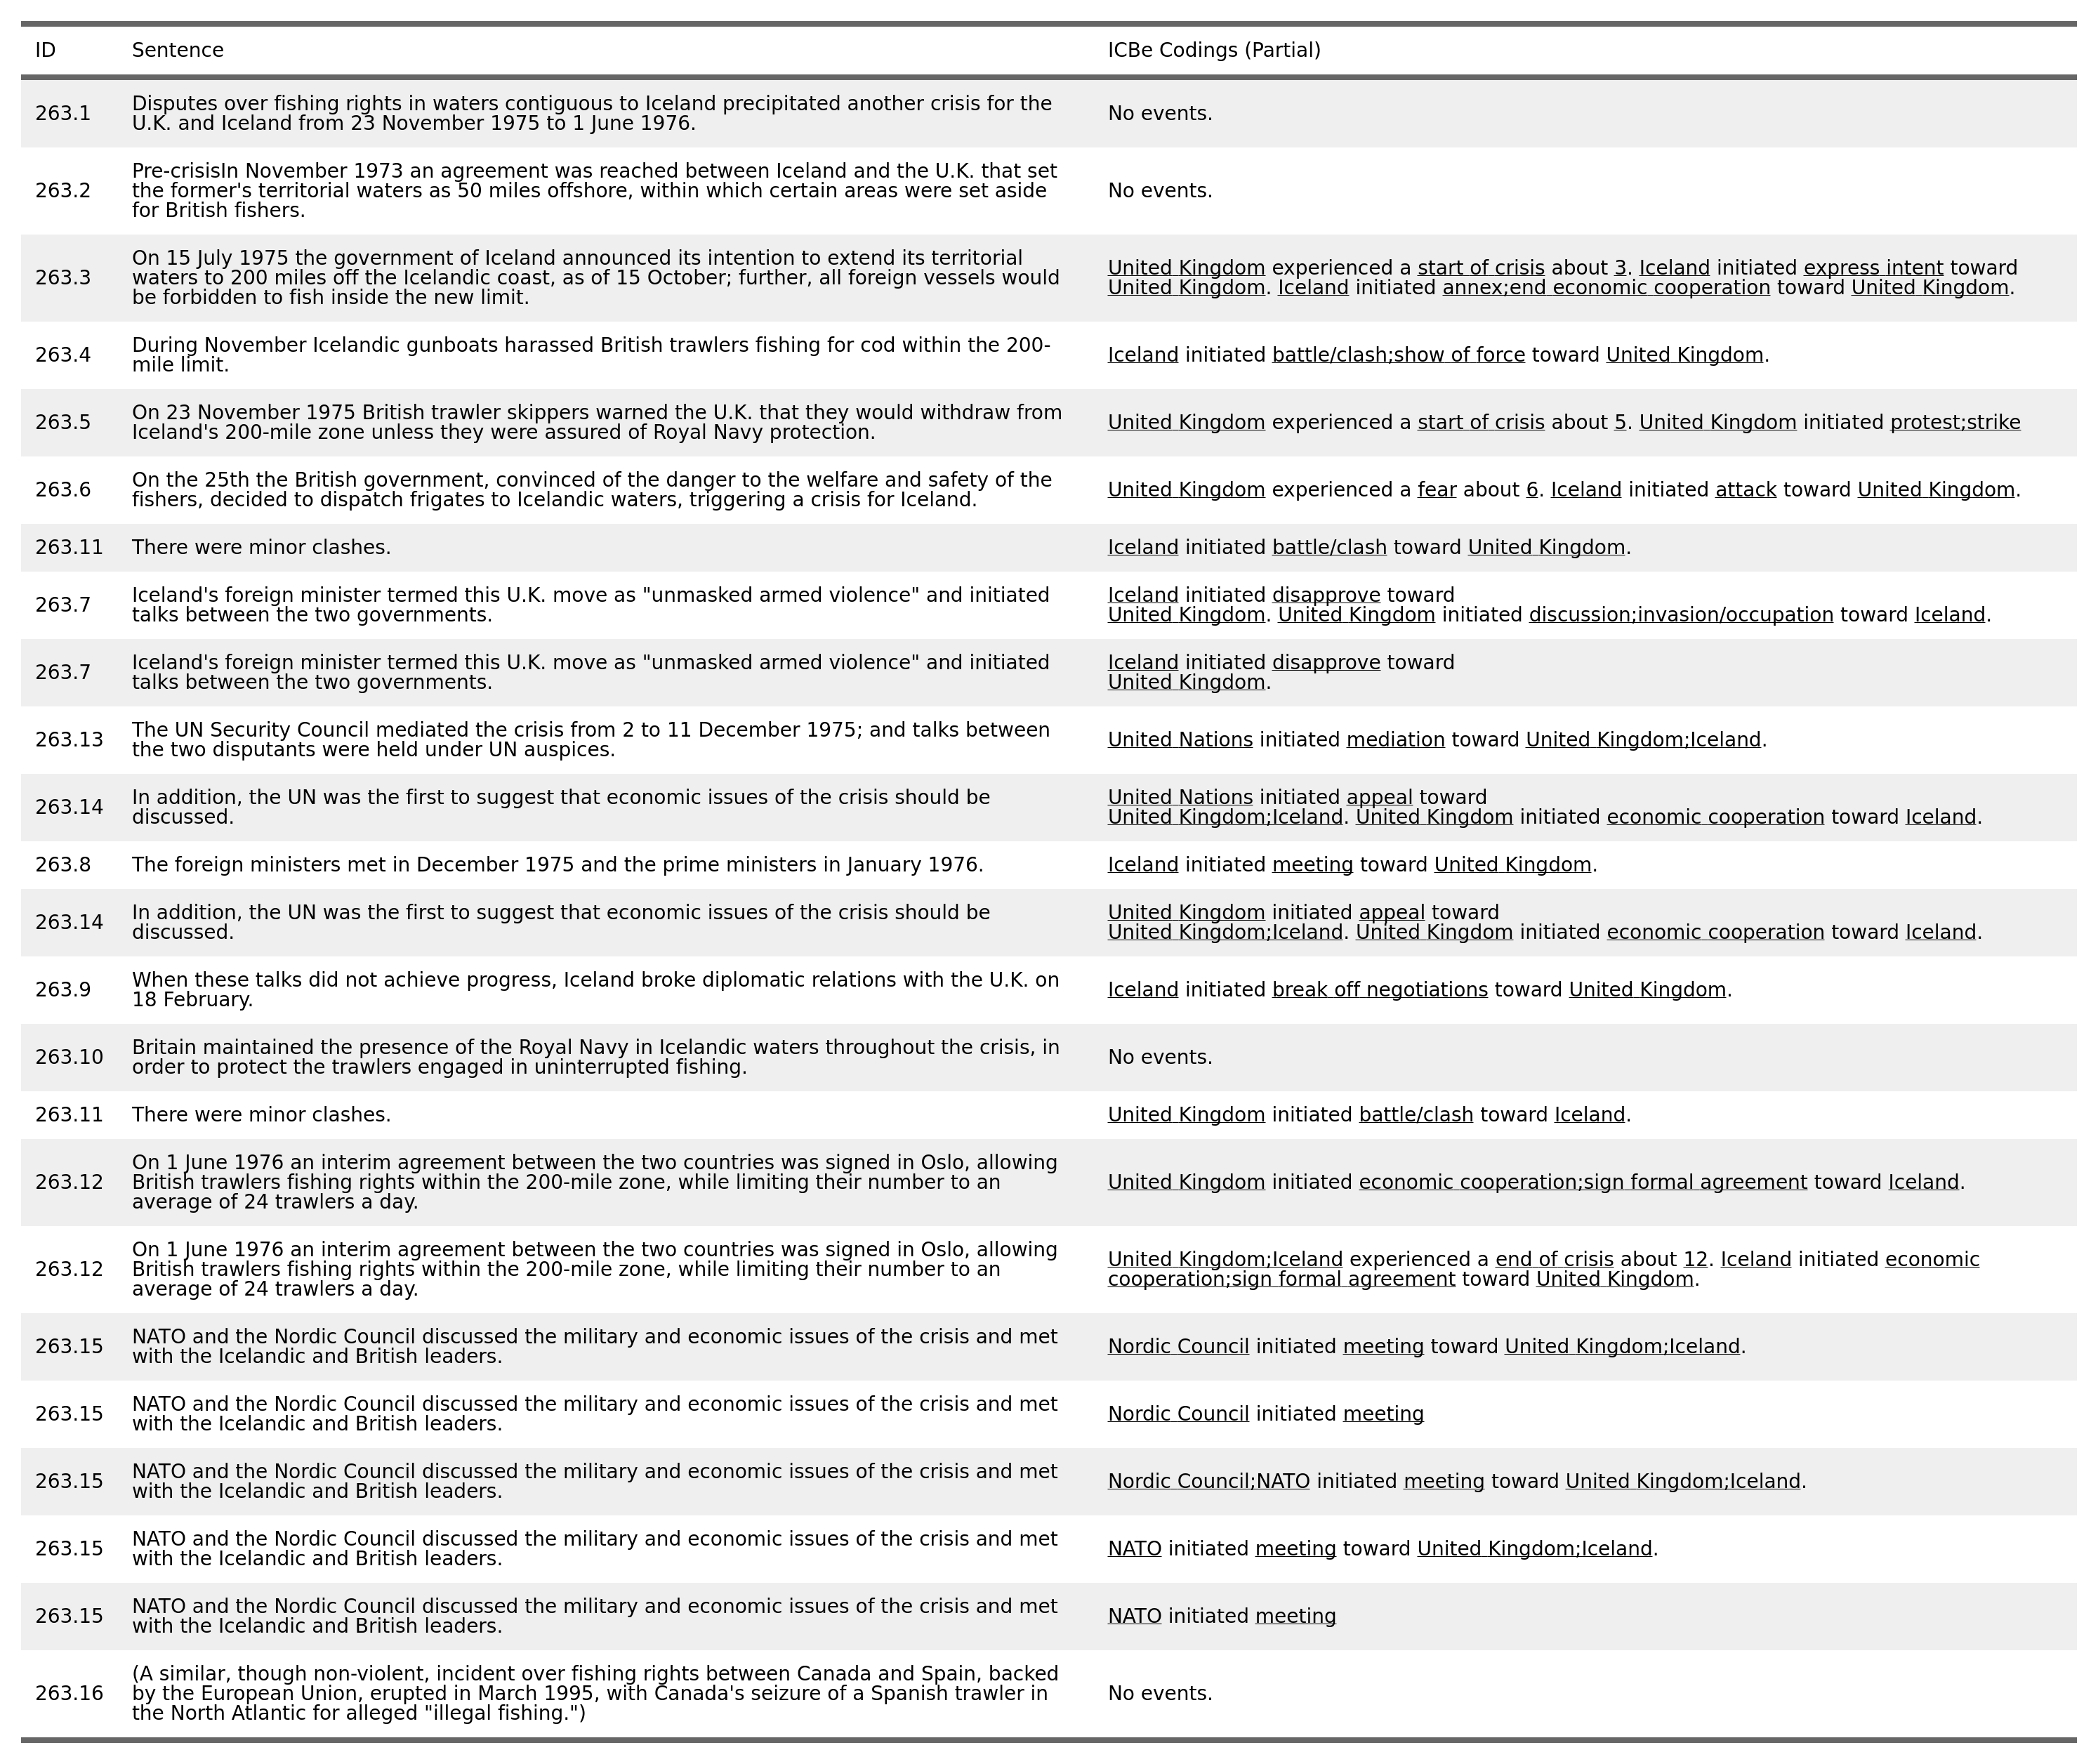 ID Sentence ICBe Codings (Partial)
263.1 Disputes over fishing rights in waters contiguous to Iceland precipitated another crisis for the
U.K. and Iceland from 23 November 1975 to 1 June 1976.
No events.
263.2 Pre-crisisIn November 1973 an agreement was reached between Iceland and the U.K. that set
the former's territorial waters as 50 miles offshore, within which certain areas were set aside
for British fishers.
No events.
263.3 On 15 July 1975 the government of Iceland announced its intention to extend its territorial
waters to 200 miles off the Icelandic coast, as of 15 October; further, all foreign vessels would
be forbidden to fish inside the new limit.
United Kingdom experienced a start of crisis about 3. Iceland initiated express intent toward
United Kingdom. Iceland initiated annex;end economic cooperation toward United Kingdom.
263.4 During November Icelandic gunboats harassed British trawlers fishing for cod within the 200-
mile limit.
Iceland initiated battle/clash;show of force toward United Kingdom.
263.5 On 23 November 1975 British trawler skippers warned the U.K. that they would withdraw from
Iceland's 200-mile zone unless they were assured of Royal Navy protection.
United Kingdom experienced a start of crisis about 5. United Kingdom initiated protest;strike
263.6 On the 25th the British government, convinced of the danger to the welfare and safety of the
fishers, decided to dispatch frigates to Icelandic waters, triggering a crisis for Iceland.
United Kingdom experienced a fear about 6. Iceland initiated attack toward United Kingdom.
263.11 There were minor clashes.
Iceland initiated battle/clash toward United Kingdom.
263.7 Iceland's foreign minister termed this U.K. move as "unmasked armed violence" and initiated
talks between the two governments.
Iceland initiated disapprove toward
United Kingdom. United Kingdom initiated discussion;invasion/occupation toward Iceland.
263.7 Iceland's foreign minister termed this U.K. move as "unmasked armed violence" and initiated
talks between the two governments.
Iceland initiated disapprove toward
United Kingdom.
263.13 The UN Security Council mediated the crisis from 2 to 11 December 1975; and talks between
the two disputants were held under UN auspices.
United Nations initiated mediation toward United Kingdom;Iceland.
263.14 In addition, the UN was the first to suggest that economic issues of the crisis should be
discussed.
United Nations initiated appeal toward
United Kingdom;Iceland. United Kingdom initiated economic cooperation toward Iceland.
263.8 The foreign ministers met in December 1975 and the prime ministers in January 1976.
Iceland initiated meeting toward United Kingdom.
263.14 In addition, the UN was the first to suggest that economic issues of the crisis should be
discussed.
United Kingdom initiated appeal toward
United Kingdom;Iceland. United Kingdom initiated economic cooperation toward Iceland.
263.9 When these talks did not achieve progress, Iceland broke diplomatic relations with the U.K. on
18 February.
Iceland initiated break off negotiations toward United Kingdom.
263.10 Britain maintained the presence of the Royal Navy in Icelandic waters throughout the crisis, in
order to protect the trawlers engaged in uninterrupted fishing.
No events.
263.11 There were minor clashes.
United Kingdom initiated battle/clash toward Iceland.
263.12 On 1 June 1976 an interim agreement between the two countries was signed in Oslo, allowing
British trawlers fishing rights within the 200-mile zone, while limiting their number to an
average of 24 trawlers a day.
United Kingdom initiated economic cooperation;sign formal agreement toward Iceland.
263.12 On 1 June 1976 an interim agreement between the two countries was signed in Oslo, allowing
British trawlers fishing rights within the 200-mile zone, while limiting their number to an
average of 24 trawlers a day.
United Kingdom;Iceland experienced a end of crisis about 12. Iceland initiated economic
cooperation;sign formal agreement toward United Kingdom.
263.15 NATO and the Nordic Council discussed the military and economic issues of the crisis and met
with the Icelandic and British leaders.
Nordic Council initiated meeting toward United Kingdom;Iceland.
263.15 NATO and the Nordic Council discussed the military and economic issues of the crisis and met
with the Icelandic and British leaders.
Nordic Council initiated meeting
263.15 NATO and the Nordic Council discussed the military and economic issues of the crisis and met
with the Icelandic and British leaders.
Nordic Council;NATO initiated meeting toward United Kingdom;Iceland.
263.15 NATO and the Nordic Council discussed the military and economic issues of the crisis and met
with the Icelandic and British leaders.
NATO initiated meeting toward United Kingdom;Iceland.
263.15 NATO and the Nordic Council discussed the military and economic issues of the crisis and met
with the Icelandic and British leaders.
NATO initiated meeting
263.16 (A similar, though non-violent, incident over fishing rights between Canada and Spain, backed
by the European Union, erupted in March 1995, with Canada's seizure of a Spanish trawler in
the North Atlantic for alleged "illegal fishing.")
No events.